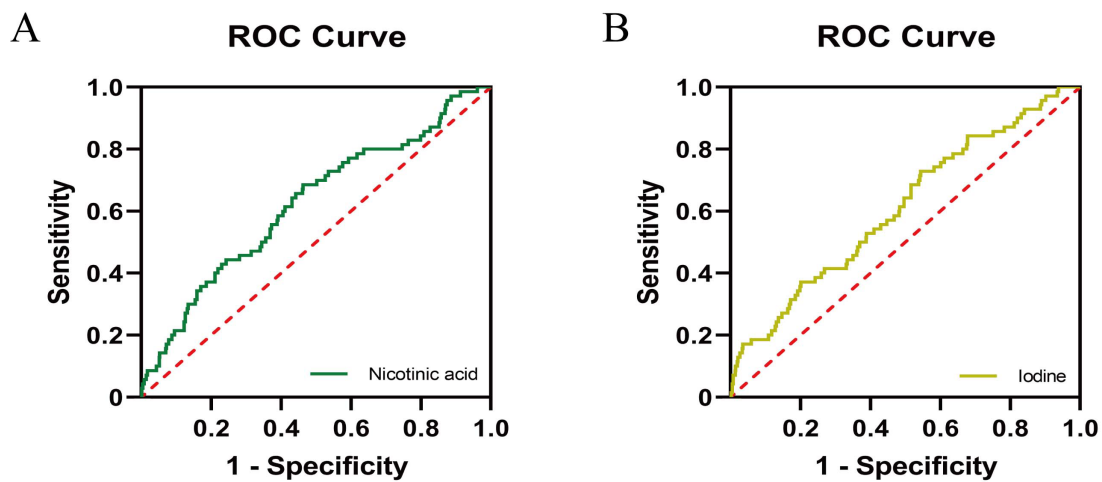 A
ROC Curve
1.0
0.8
0.6
0.4
0.2
0
Sensitivity
Nicotinic acid
0.2 0.4 0.6 0.8 1.0
1 - Specificity
B
ROC Curve
1.0
0.8
0.6
0.4
0.2
0
Sensitivity
Iodine
0.2 0.4 0.6 0.8 1.0
1 - Specificity